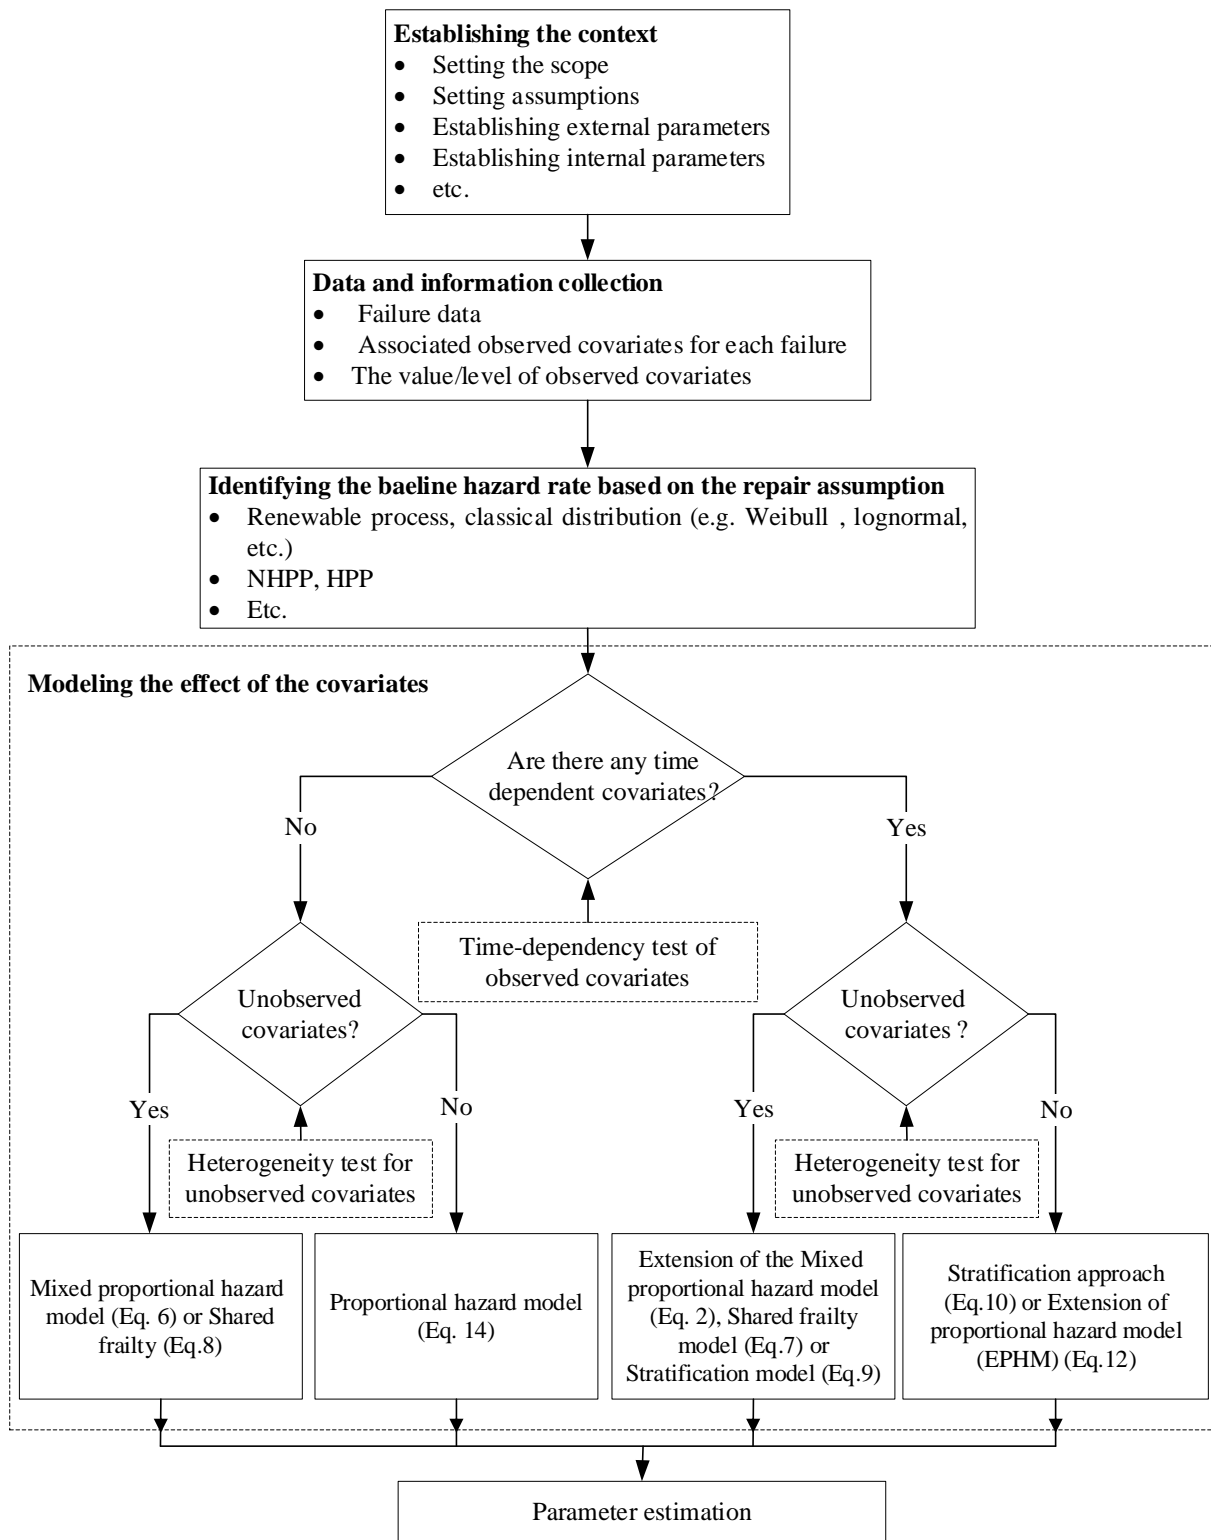 Establishing the context
• Setting the scope
• Setting assumptions
• Establishing external parameters
• Establishing internal parameters
• etc.
Data and information collection
• Failure data
• Associated observed covariates for each failure
• The value/level of observed covariates
Identifying the baeline hazard rate based on the repair assumption
• Renewable process, classical distribution (e.g. Weibull , lognormal,
etc.)
• NHPP, HPP
• Etc.
Modeling the effect of the covariates
Are there any time
dependent covariates?
No
Yes
Time-dependency test of
observed covariates
Unobserved
covariates?
Unobserved
covariates ?
Yes
No
Yes
No
Heterogeneity test for
unobserved covariates
Heterogeneity test for
unobserved covariates
Mixed proportional hazard
model (Eq. 6) or Shared
frailty (Eq.8)
Proportional hazard model
(Eq. 14)
Extension of the Mixed
proportional hazard model
(Eq. 2), Shared frailty
model (Eq.7) or
Stratification model (Eq.9)
Stratification approach
(Eq.10) or Extension of
proportional hazard model
(EPHM) (Eq.12)
Parameter estimation